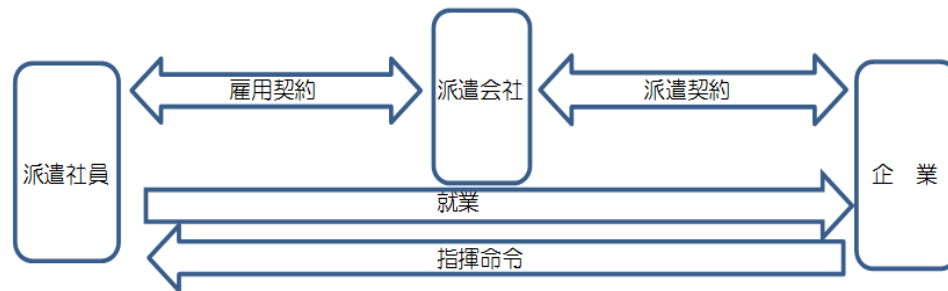 雇用契約
派遣会社
派遣契約
派遣社員
企　業
就業
指揮命令